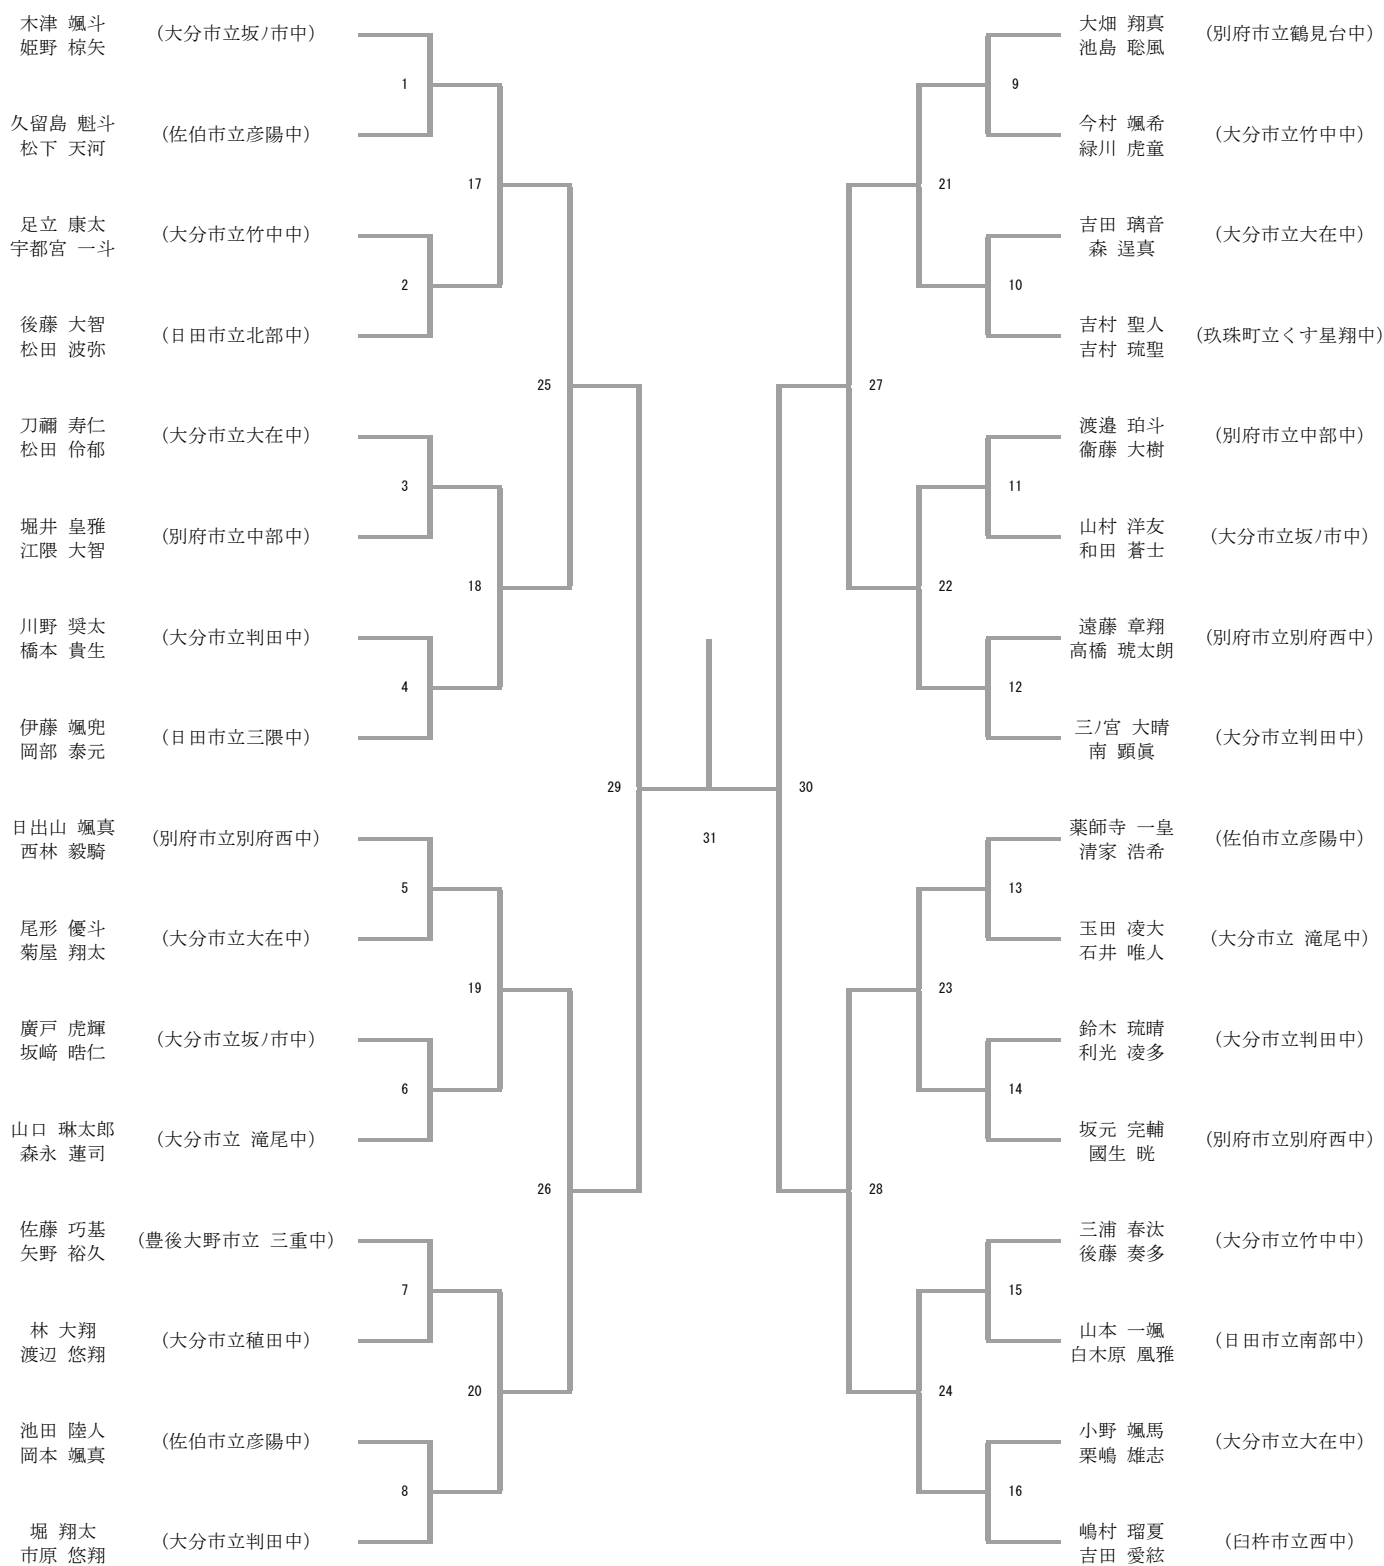 木津 颯斗
姫野 椋矢
(大分市立坂ノ市中)
1
久留島 魁斗
松下 天河
(佐伯市立彦陽中)
17
足立 康太
宇都宮 一斗
(大分市立竹中中)
2
後藤 大智
松田 波弥
(日田市立北部中)
25
刀禰 寿仁
松田 伶郁
(大分市立大在中)
3
堀井 皇雅
江隈 大智
(別府市立中部中)
18
川野 奨太
橋本 貴生
(大分市立判田中)
4
伊藤 颯兜
岡部 泰元
(日田市立三隈中)
29
日出山 颯真
西林 毅騎
(別府市立別府西中)
5
尾形 優斗
菊屋 翔太
(大分市立大在中)
19
廣戸 虎輝
坂﨑 晧仁
(大分市立坂ノ市中)
6
山口 琳太郎
森永 蓮司
(大分市立 滝尾中)
26
佐藤 巧基
矢野 裕久
(豊後大野市立 三重中)
7
林 大翔
渡辺 悠翔
(大分市立稙田中)
20
池田 陸人
岡本 颯真
(佐伯市立彦陽中)
8
堀 翔太
市原 悠翔
(大分市立判田中)
31
大畑 翔真
池島 聡風
(別府市立鶴見台中)
9
今村 颯希
緑川 虎童
(大分市立竹中中)
21
吉田 璃音
森 逞真
(大分市立大在中)
10
吉村 聖人
吉村 琉聖
(玖珠町立くす星翔中)
27
渡邉 珀斗
衞藤 大樹
(別府市立中部中)
11
山村 洋友
和田 蒼士
(大分市立坂ノ市中)
22
遠藤 章翔
高橋 琥太朗
(別府市立別府西中)
12
三ノ宮 大晴
南 顕眞
(大分市立判田中)
30
薬師寺 一皇
清家 浩希
(佐伯市立彦陽中)
13
玉田 凌大
石井 唯人
(大分市立 滝尾中)
23
鈴木 琉晴
利光 凌多
(大分市立判田中)
14
坂元 完輔
國生 晄
(別府市立別府西中)
28
三浦 春汰
後藤 奏多
(大分市立竹中中)
15
山本 一颯
白木原 凰雅
(日田市立南部中)
24
小野 颯馬
栗嶋 雄志
(大分市立大在中)
16
嶋村 瑠夏
吉田 愛絃
(臼杵市立西中)